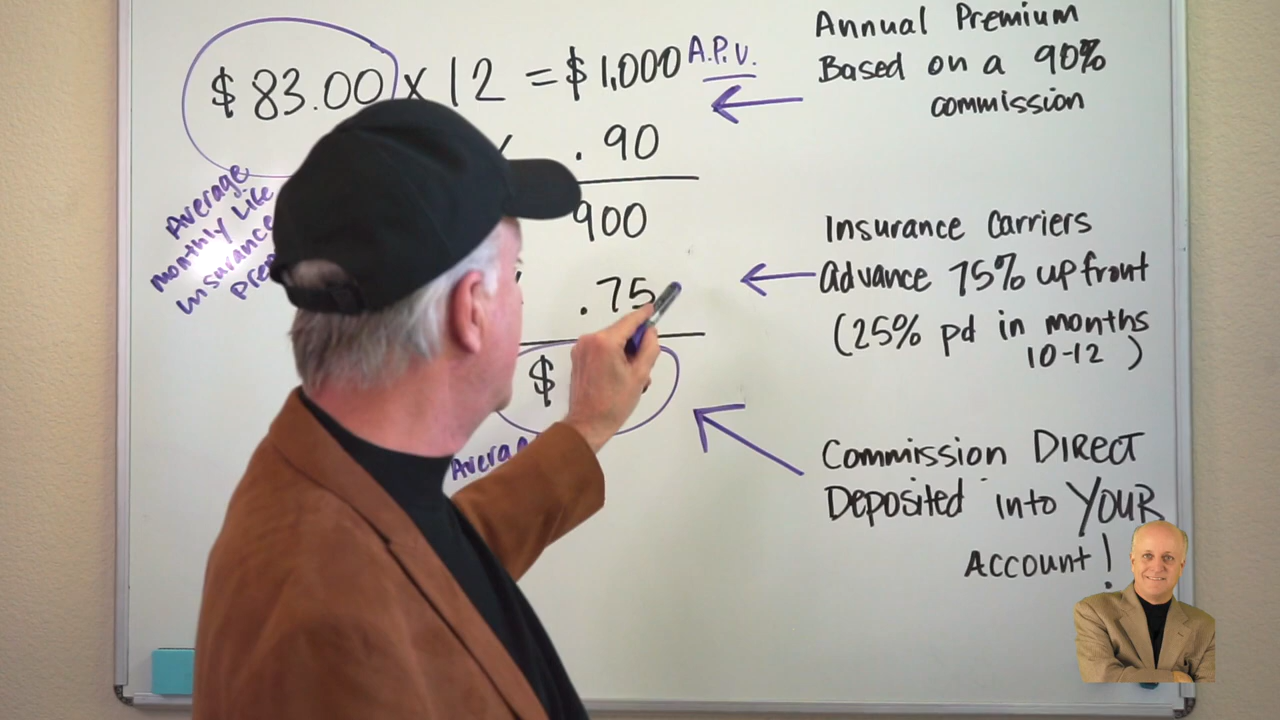 $83.00 x 12 = $1,000 A.P.V.
.90
900
.75
$
Average
Monthly Life
Insurance
Annual Premium
Based on a 90%
commission
Insurance Carriers
Advance 75% upfront
(25% pd in months
10-12 )
Commission DIRECT
Deposited into YOUR
Account!